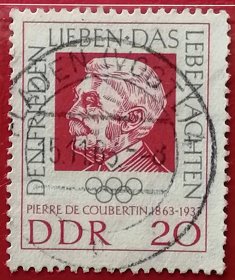 DEN FRIEDEN
LIEBEN·DAS
LEBEN ACHTEN
PIERRE DE COUBERTIN 1863-1937
DDR 20